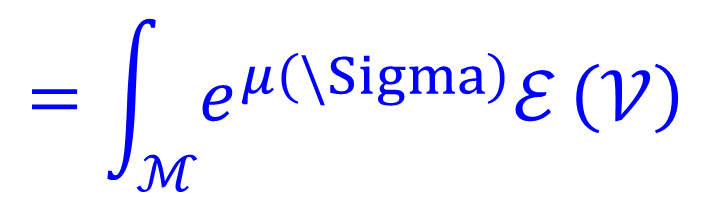 = ∫_ℳ e^{μ(\Sigma)} ℰ (𝒱)